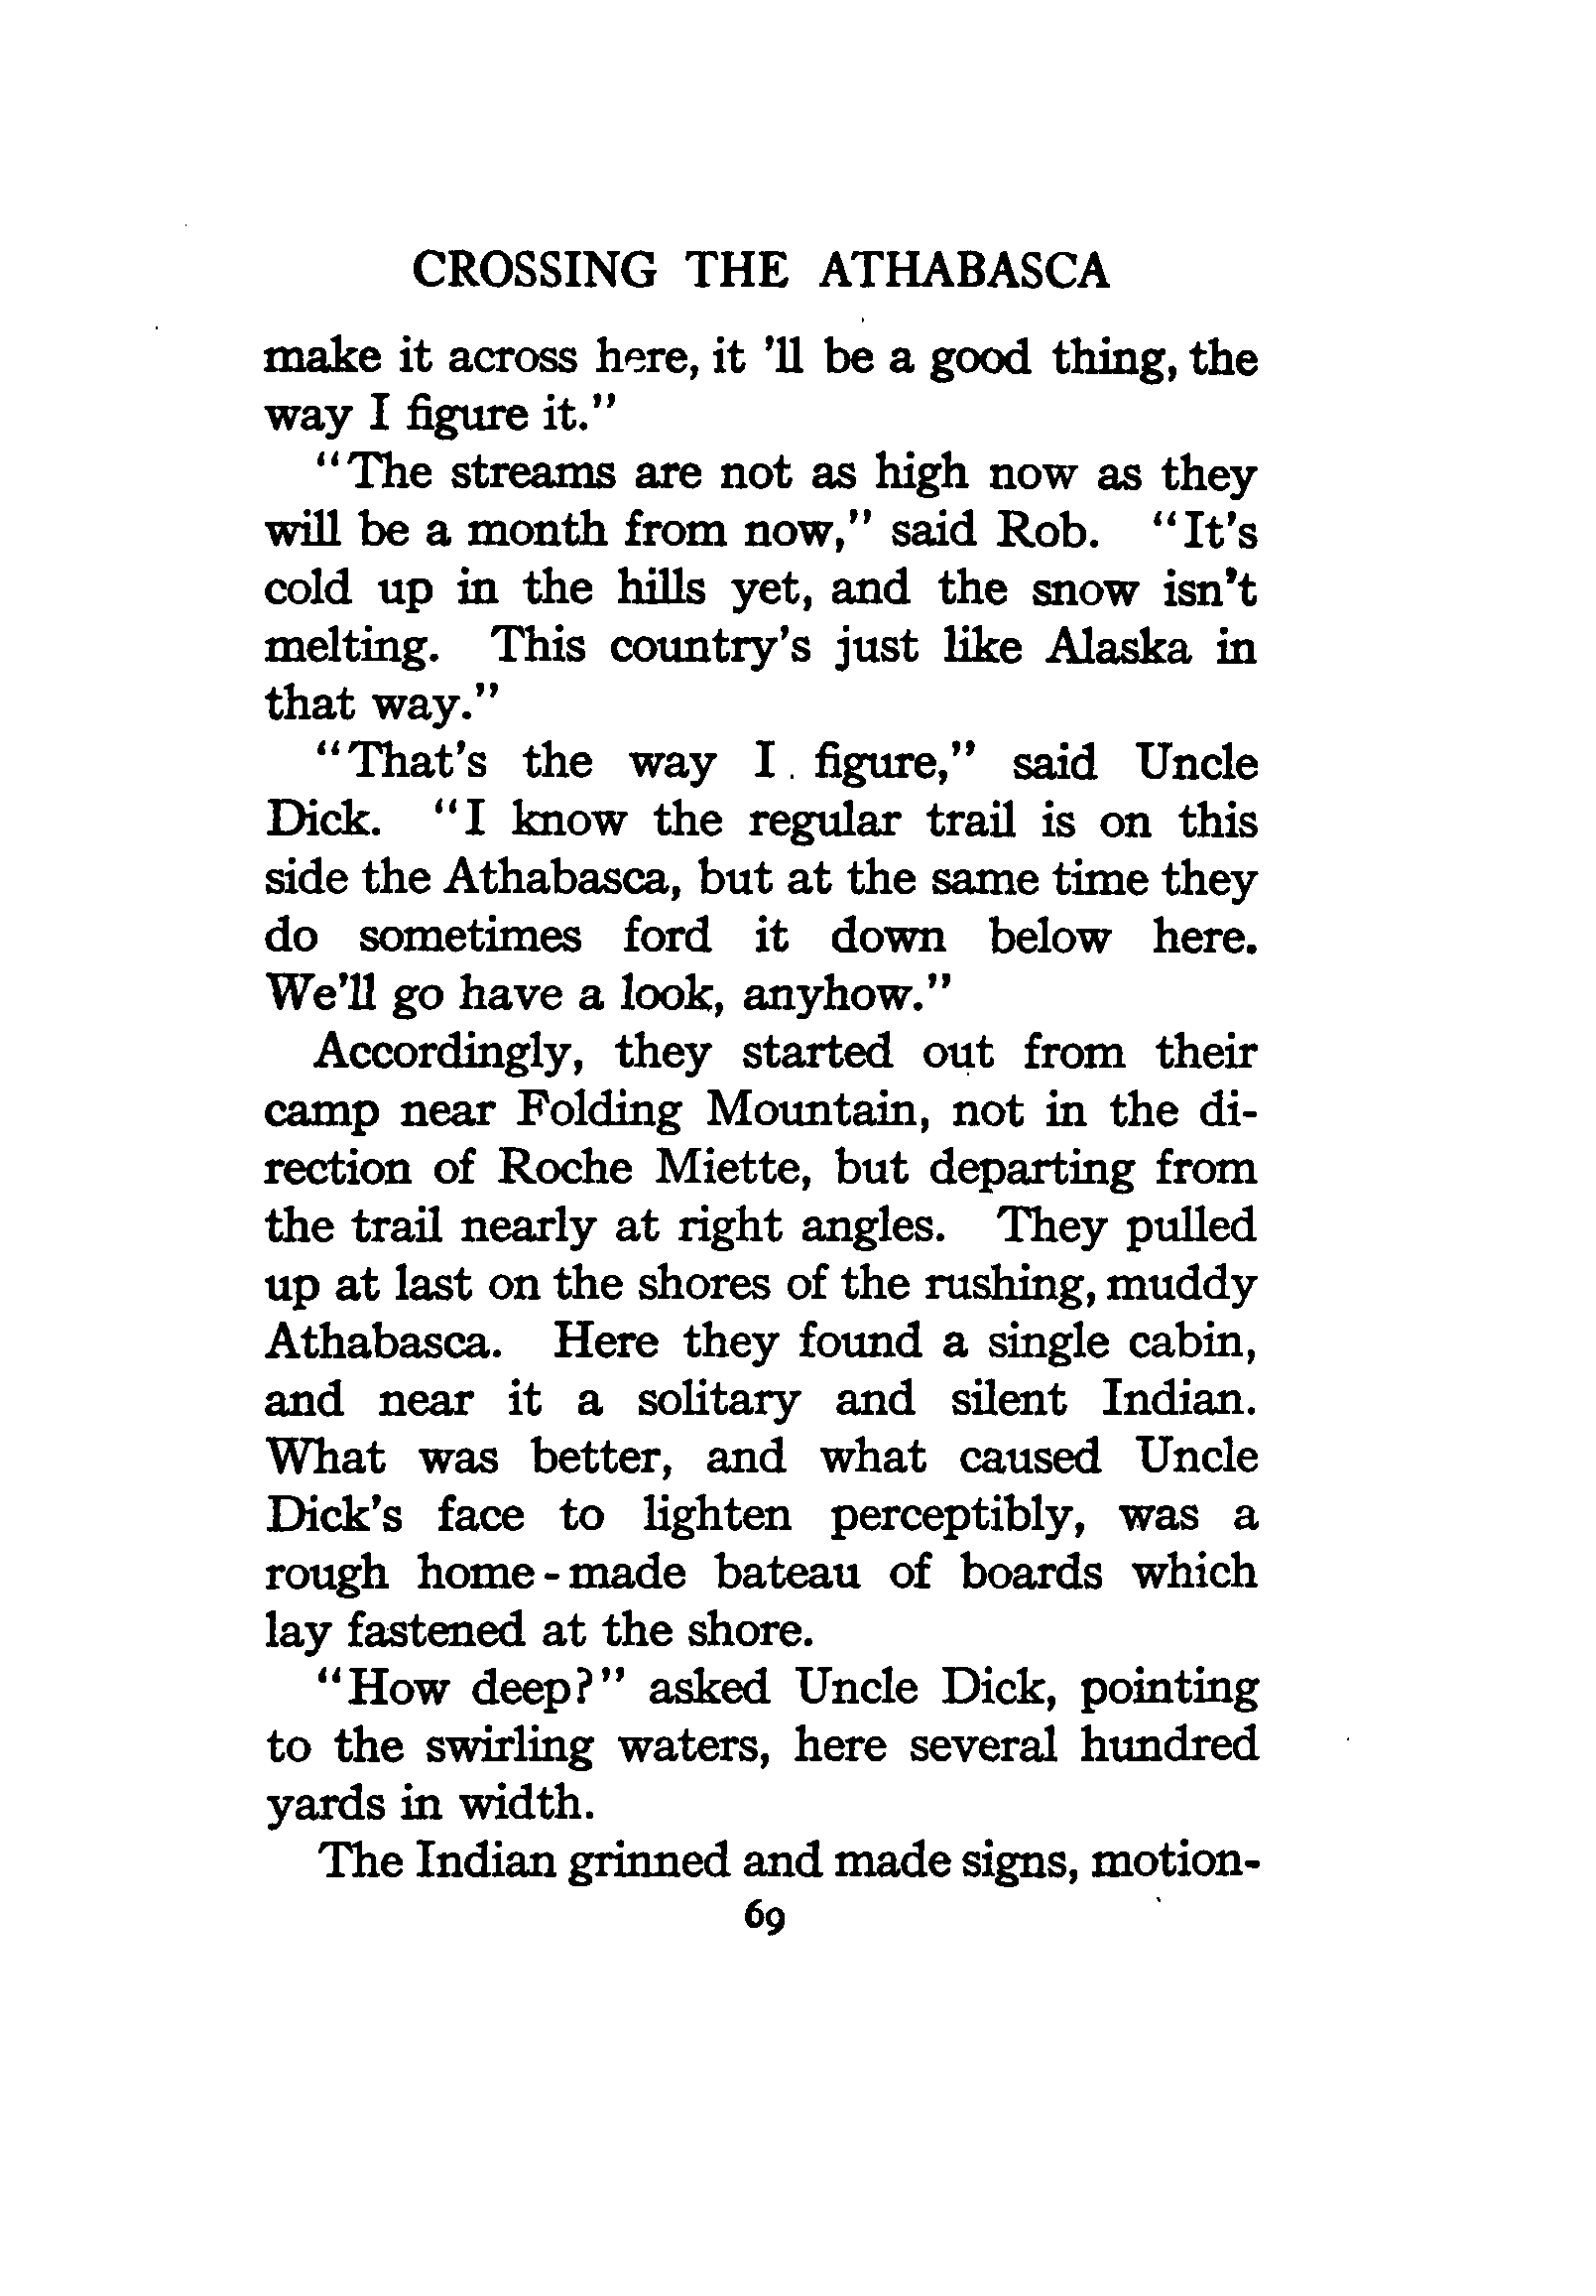 CROSSING THE ATHABASCA
make it across here, it 'll be a good thing, the
way I figure it."
"The streams are not as high now as they
will be a month from now," said Rob. "It's
cold up in the hills yet, and the snow isn't
melting. This country's just like Alaska in
that way."
"That's the way I figure," said Uncle
Dick. "I know the regular trail is on this
side the Athabasca, but at the same time they
do sometimes ford it down below here.
We'll go have a look, anyhow."
Accordingly, they started out from their
camp near Folding Mountain, not in the di-
rection of Roche Miette, but departing from
the trail nearly at right angles. They pulled
up at last on the shores of the rushing, muddy
Athabasca. Here they found a single cabin,
and near it a solitary and silent Indian.
What was better, and what caused Uncle
Dick's face to lighten perceptibly, was a
rough home-made bateau of boards which
lay fastened at the shore.
"How deep?" asked Uncle Dick, pointing
to the swirling waters, here several hundred
yards in width.
The Indian grinned and made signs, motion-
69